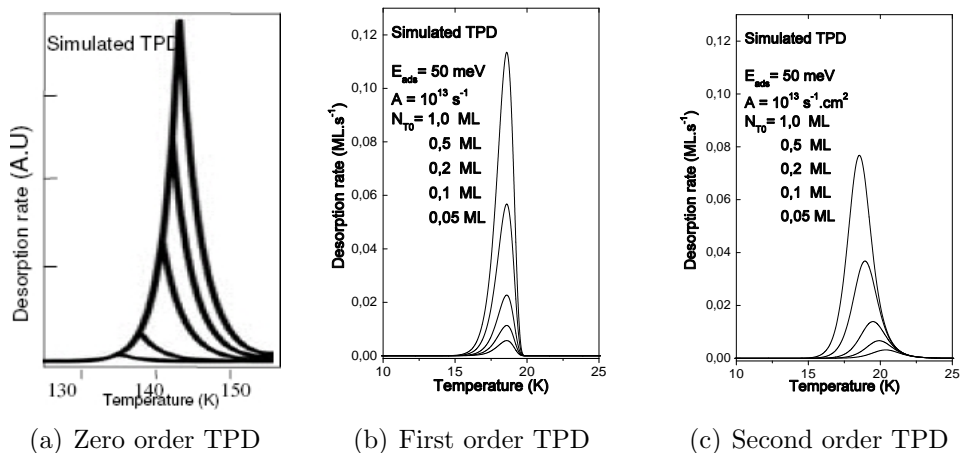 Simulated TPD
Desorption rate (A.U)
130 140 150
Temperature (K)
(a) Zero order TPD
0,12
0,10
0,08
0,06
0,04
0,02
0,00
Desorption rate (ML.s⁻¹)
Simulated TPD
E_ads = 50 meV
A = 10¹³ s⁻¹
N_T0 = 1,0 ML
0,5 ML
0,2 ML
0,1 ML
0,05 ML
10 15 20 25
Temperature (K)
(b) First order TPD
0,12
0,10
0,08
0,06
0,04
0,02
0,00
Desorption rate (ML.s⁻¹)
Simulated TPD
E_ads = 50 meV
A = 10¹³ s⁻¹.cm²
N_T0 = 1,0 ML
0,5 ML
0,2 ML
0,1 ML
0,05 ML
10 15 20 25
Temperature (K)
(c) Second order TPD